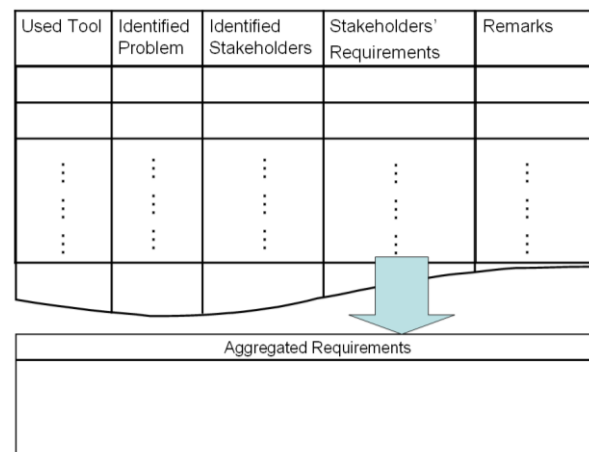 Used Tool
Identified
Problem
Identified
Stakeholders
Stakeholders’
Requirements
Remarks
Aggregated Requirements